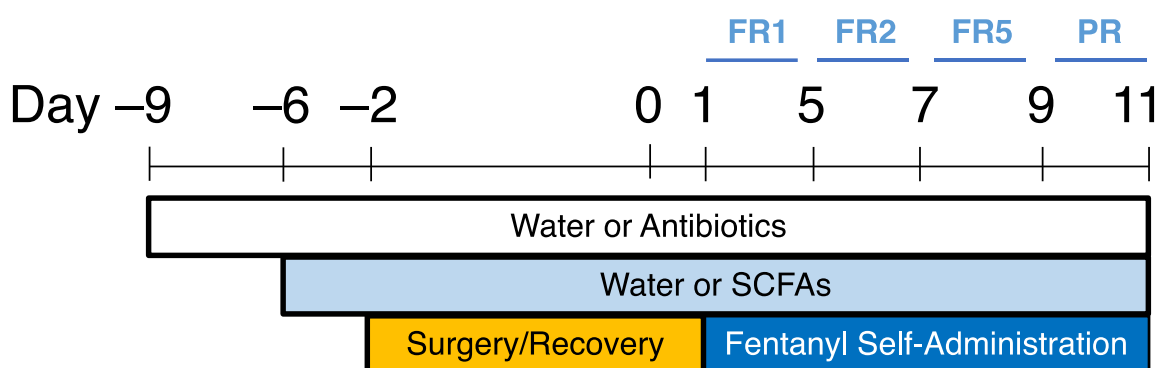 FR1 FR2 FR5 PR
Day –9 –6 –2 0 1 5 7 9 11
Water or Antibiotics
Water or SCFAs
Surgery/Recovery Fentanyl Self-Administration